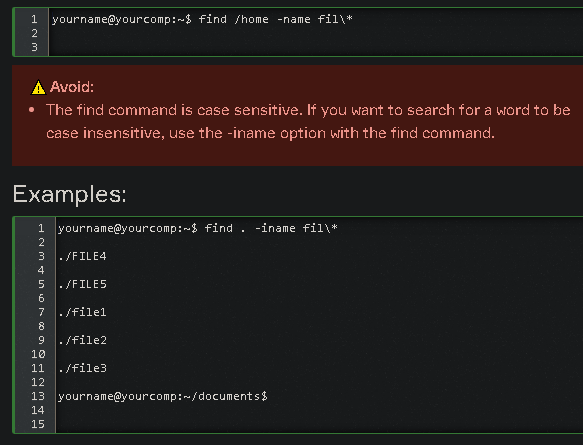 1 yourname@yourcomp:~$ find /home -name fil\*
2
3
⚠ Avoid:
• The find command is case sensitive. If you want to search for a word to be
case insensitive, use the -iname option with the find command.
Examples:
1 yourname@yourcomp:~$ find . -iname fil\*
2
3 ./FILE4
4
5 ./FILE5
6
7 ./file1
8
9 ./file2
10
11 ./file3
12
13 yourname@yourcomp:~/documents$
14
15